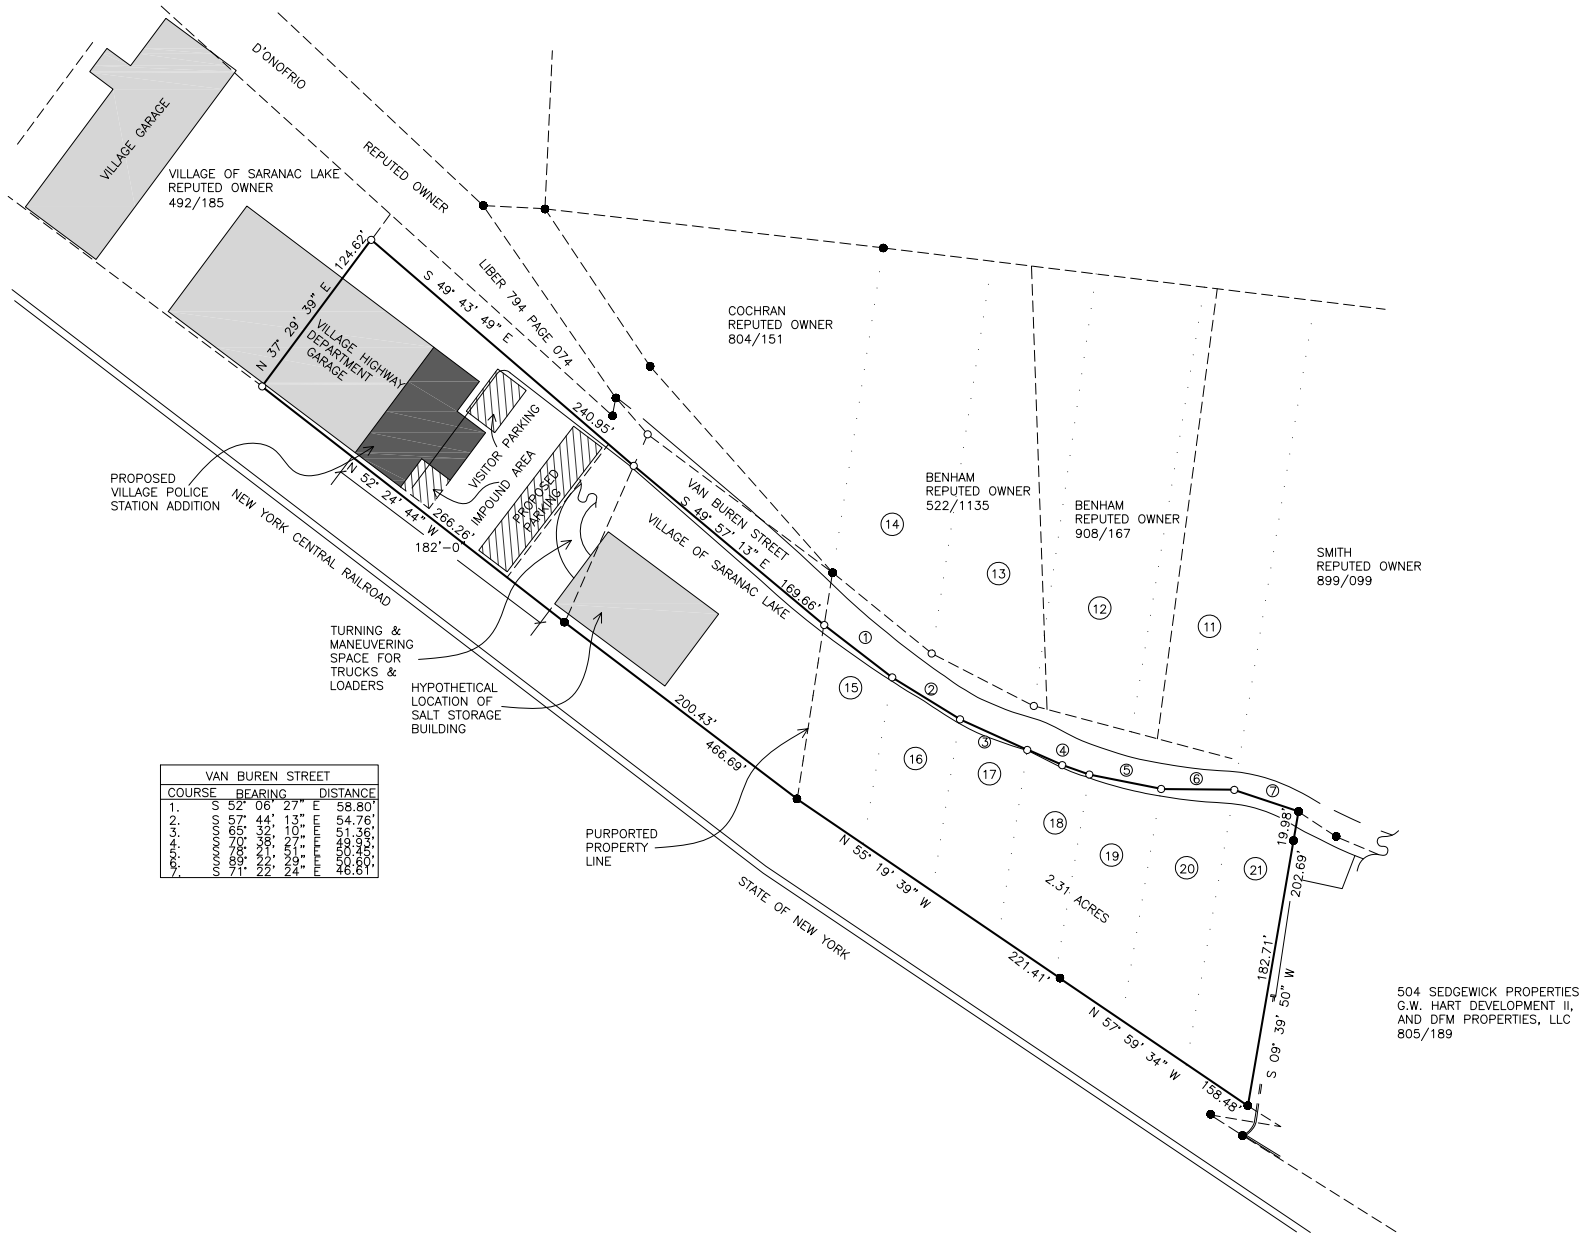 D'ONOFRIO
REPUTED OWNER
LIBER 794 PAGE 074
VILLAGE GARAGE
VILLAGE OF SARANAC LAKE
REPUTED OWNER
492/185
N 37° 29' 39" E 124.62'
S 49° 43' 49" E
240.95'
VILLAGE HIGHWAY
DEPARTMENT
GARAGE
COCHRAN
REPUTED OWNER
804/151
VISITOR PARKING
IMPOUND AREA
PROPOSED
PARKING
PROPOSED
VILLAGE POLICE
STATION ADDITION
N 52° 24' 44" W
266.26'
182'-0"
NEW YORK CENTRAL RAILROAD
VAN BUREN STREET
S 49° 57' 13" E 169.66'
VILLAGE OF SARANAC LAKE
BENHAM
REPUTED OWNER
522/1135
BENHAM
REPUTED OWNER
908/167
SMITH
REPUTED OWNER
899/099
14
13
12
11
TURNING &
MANEUVERING
SPACE FOR
TRUCKS &
LOADERS
HYPOTHETICAL
LOCATION OF
SALT STORAGE
BUILDING
200.43'
466.69'
1
2
3
4
5
6
7
15
16
17
18
19
20
21
VAN BUREN STREET
COURSE BEARING DISTANCE
1. S 52° 06' 27" E 58.80'
2. S 57° 44' 13" E 54.76'
3. S 65° 32' 10" E 51.36'
4. S 70° 38' 27" E 49.93'
5. S 78° 21' 51" E 50.45'
6. S 89° 22' 29" E 50.60'
7. S 71° 22' 24" E 46.61'
PURPORTED
PROPERTY
LINE
N 55° 19' 39" W
221.41'
2.31 ACRES
19.98'
202.69'
182.71'
S 09° 39' 50" W
STATE OF NEW YORK
N 57° 59' 34" W
158.48'
504 SEDGEWICK PROPERTIES
G.W. HART DEVELOPMENT II,
AND DFM PROPERTIES, LLC
805/189